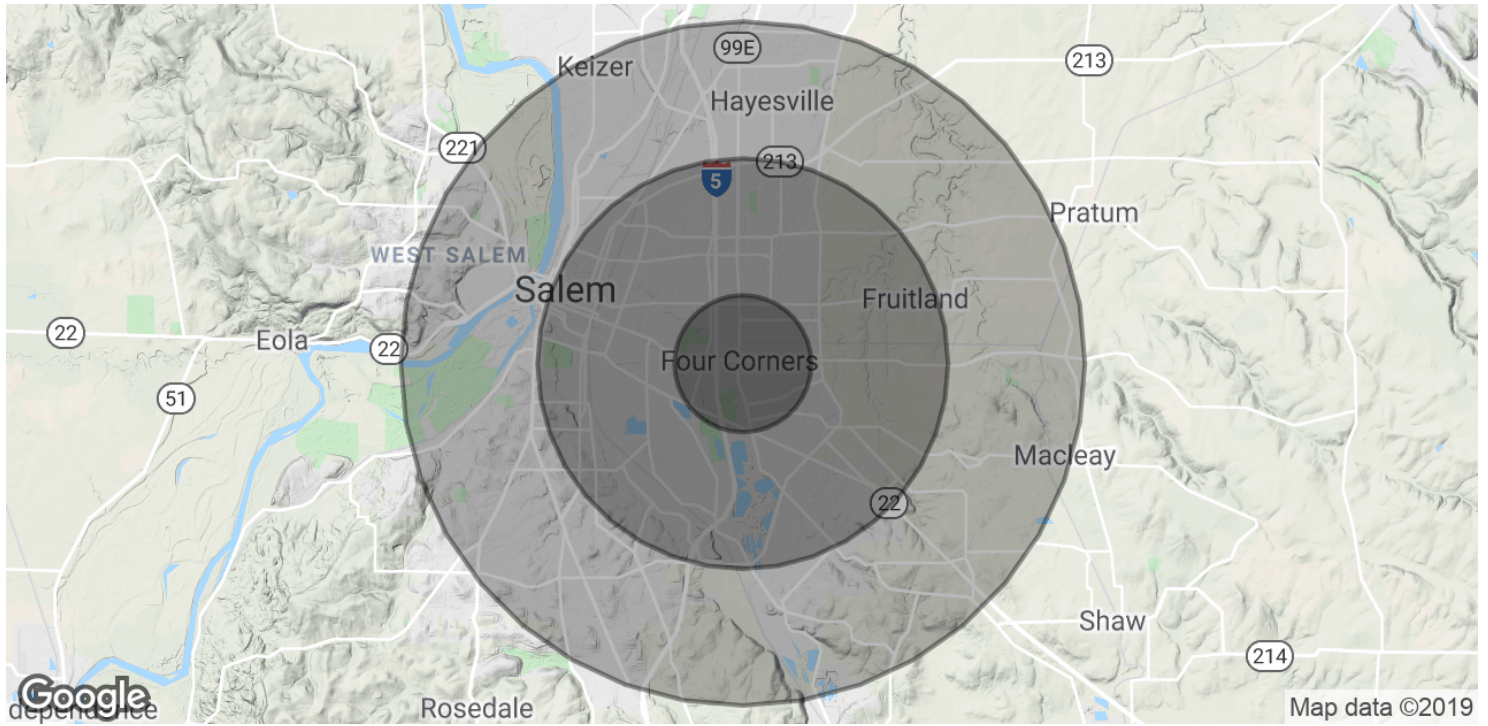 99E
Keizer
213
Hayesville
221
213
5
Pratum
WEST SALEM
Salem
Fruitland
22
Eola
22
Four Corners
51
Macleay
22
Shaw
214
Google
dependence
Rosedale
Map data ©2019